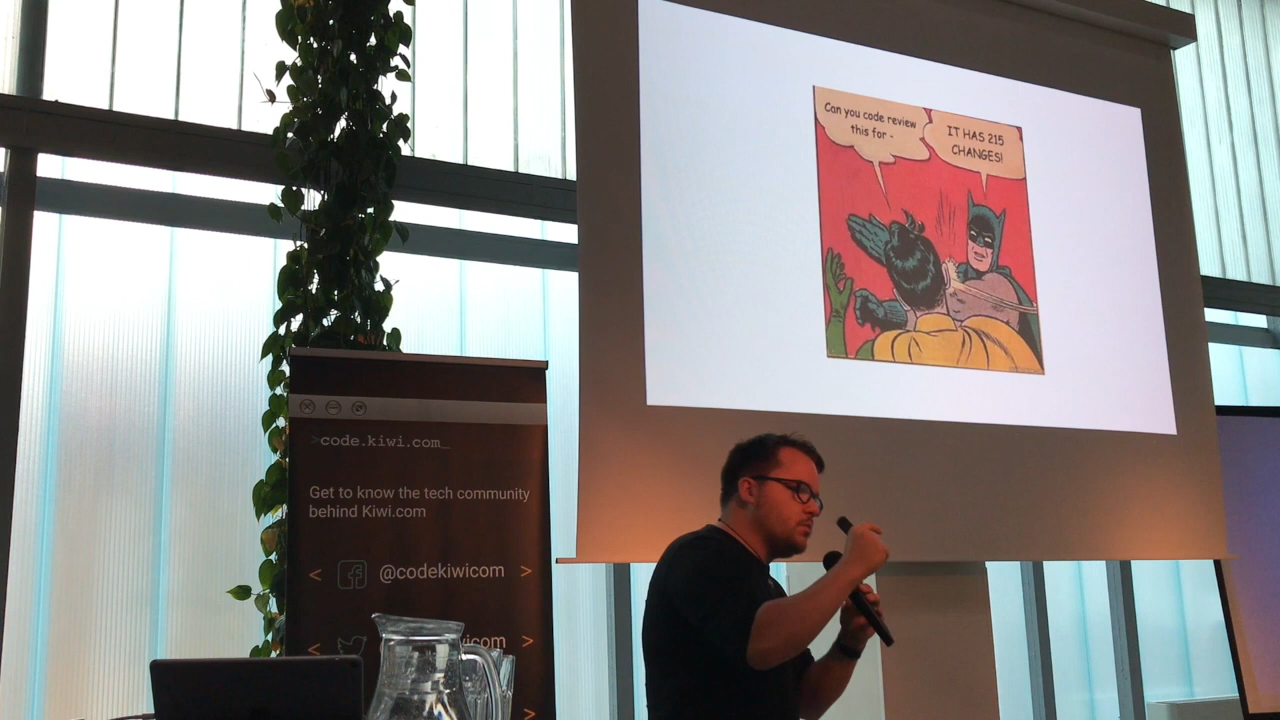 Can you code review
this for -
IT HAS 215
CHANGES!
>code.kiwi.com_
Get to know the tech community
behind Kiwi.com
< @codekiwicom >
< wicom >
>